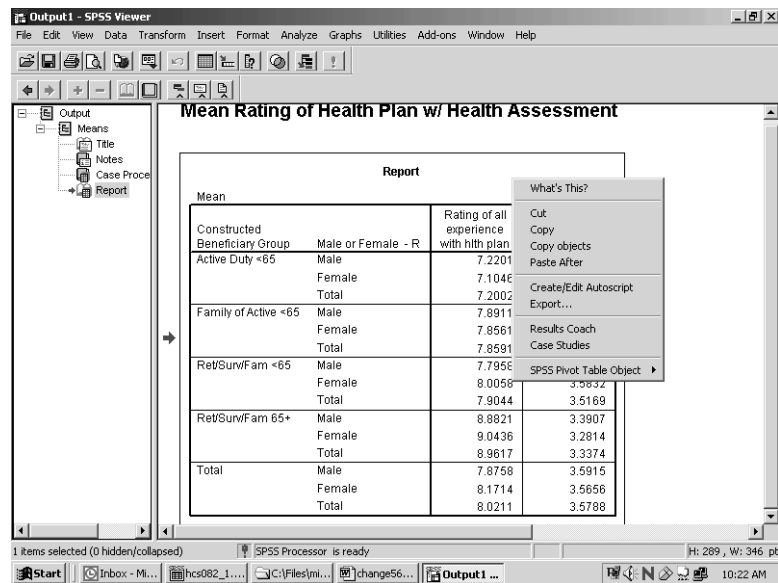 Output1 - SPSS Viewer
File Edit View Data Transform Insert Format Analyze Graphs Utilities Add-ons Window Help
Output
Means
Title
Notes
Case Proce
Report
Mean Rating of Health Plan w/ Health Assessment
Report
Mean
Constructed Beneficiary Group Male or Female - R Rating of all experience with hlth plan
Active Duty <65 Male 7.2201
Female 7.1046
Total 7.2002
Family of Active <65 Male 7.8911
Female 7.8561
Total 7.8591
Ret/Surv/Fam <65 Male 7.7958
Female 8.0058 3.5832
Total 7.9044 3.5169
Ret/Surv/Fam 65+ Male 8.8821 3.3907
Female 9.0436 3.2814
Total 8.9617 3.3374
Total Male 7.8758 3.5915
Female 8.1714 3.5656
Total 8.0211 3.5788
What's This?
Cut
Copy
Copy objects
Paste After
Create/Edit Autoscript
Export...
Results Coach
Case Studies
SPSS Pivot Table Object
1 items selected (0 hidden/collapsed) SPSS Processor is ready H: 289 , W: 346 pt
Start Inbox - Mi... hcs082_1.... C:\Files\mi... change56... Output1 ... 10:22 AM